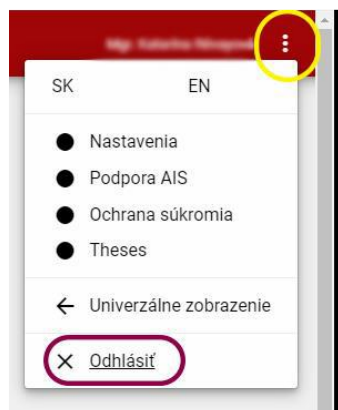 SK EN
Nastavenia
Podpora AIS
Ochrana súkromia
Theses
Univerzálne zobrazenie
Odhlásiť